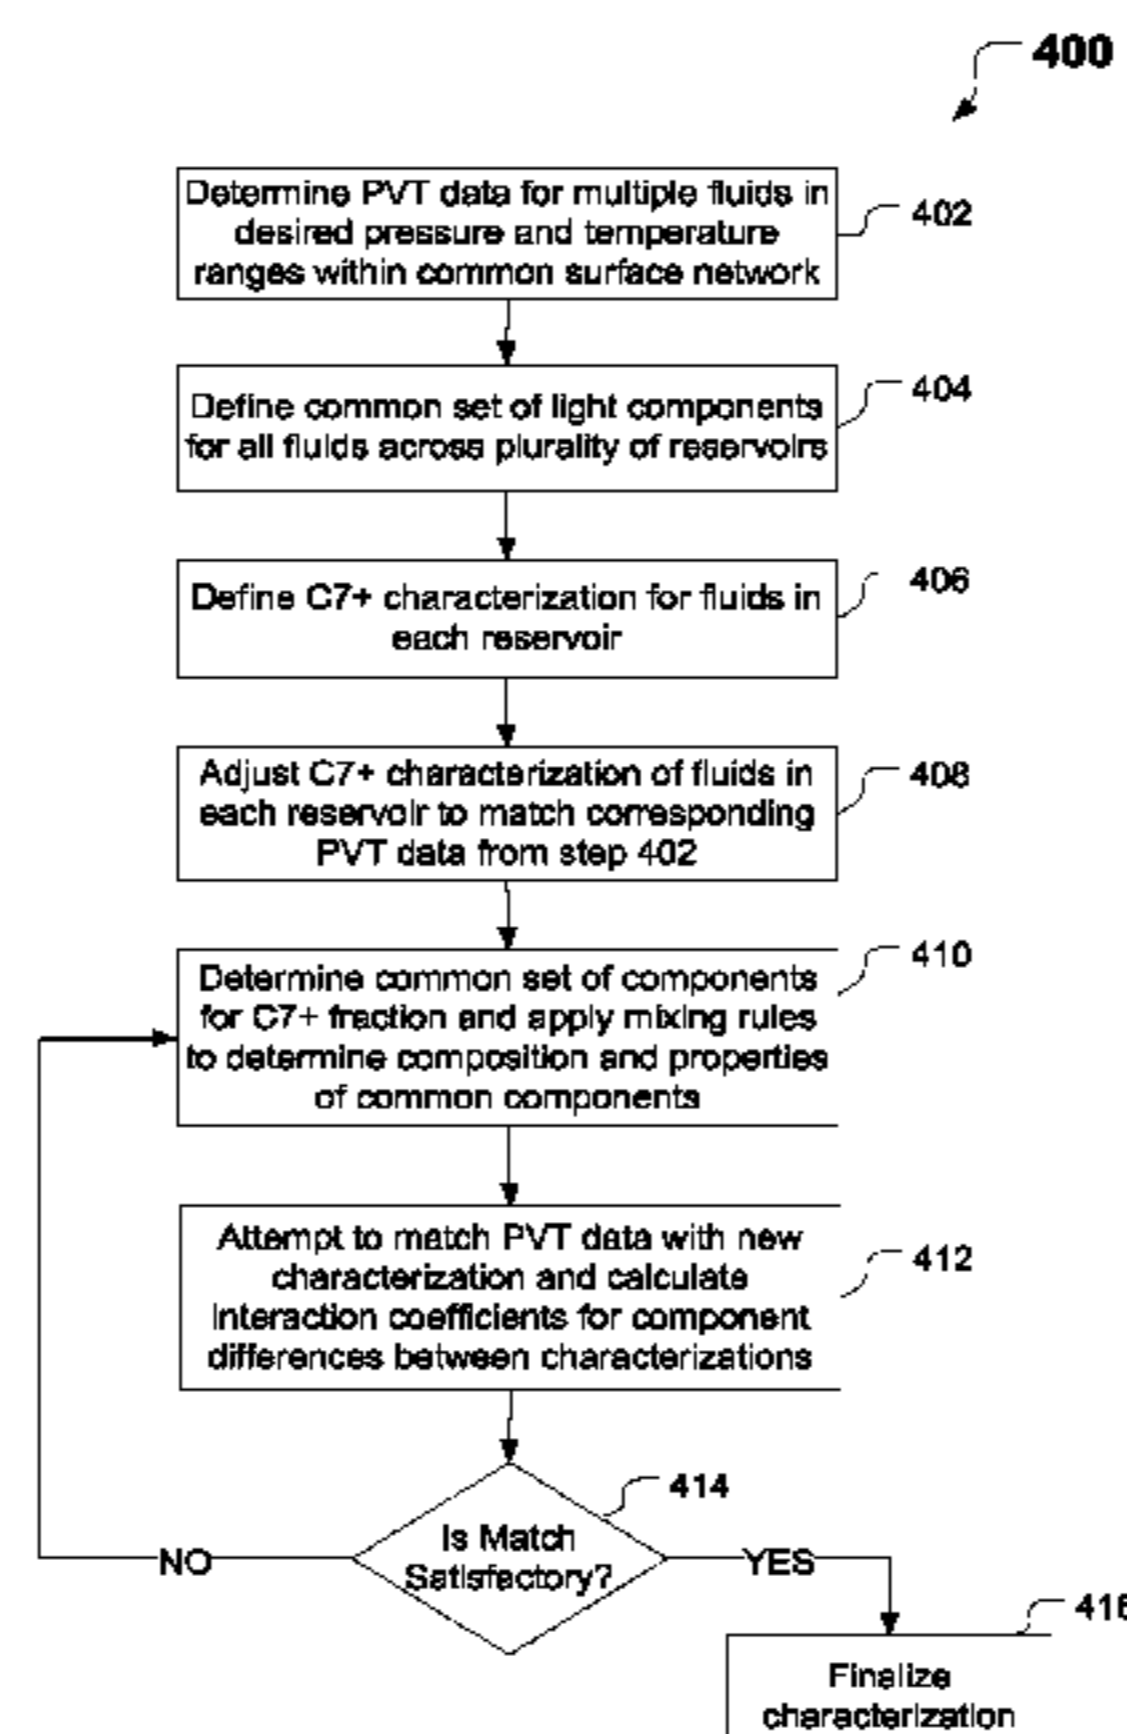 400
Determine PVT data for multiple fluids in
desired pressure and temperature
ranges within common surface network
402
Define common set of light components
for all fluids across plurality of reservoirs
404
Define C7+ characterization for fluids in
each reservoir
406
Adjust C7+ characterization of fluids in
each reservoir to match corresponding
PVT data from step 402
408
Determine common set of components
for C7+ fraction and apply mixing rules
to determine composition and properties
of common components
410
Attempt to match PVT data with new
characterization and calculate
interaction coefficients for component
differences between characterizations
412
Is Match
Satisfactory?
414
NO
YES
416
Finalize
characterization